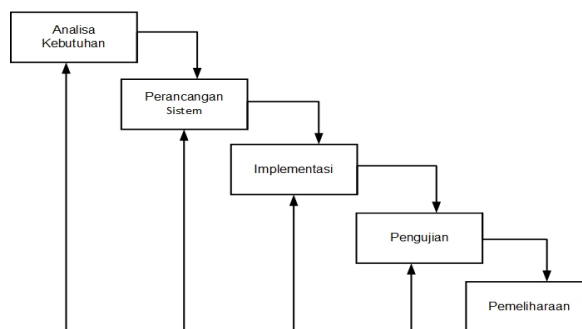 Analisa
Kebutuhan
Perancangan
Sistem
Implementasi
Pengujian
Pemeliharaan